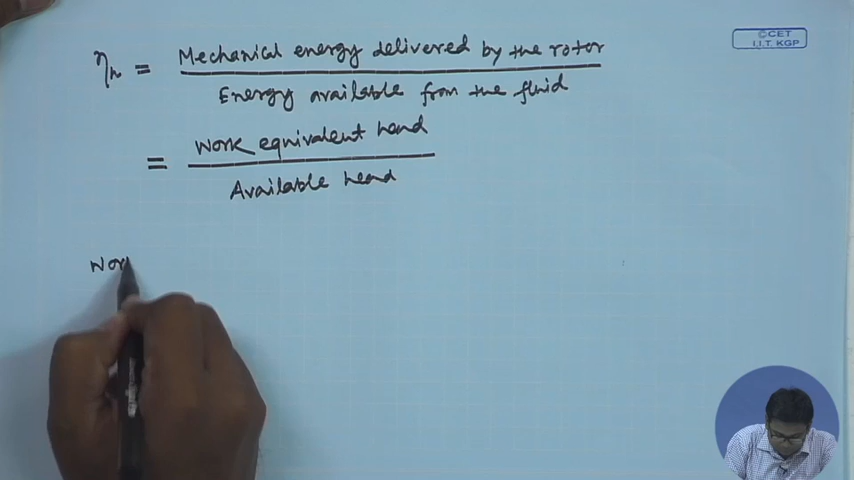 ©CET
I.I.T. KGP
ηh = Mechanical energy delivered by the rotor
Energy available from the fluid
= Work equivalent head
Available head
Wor